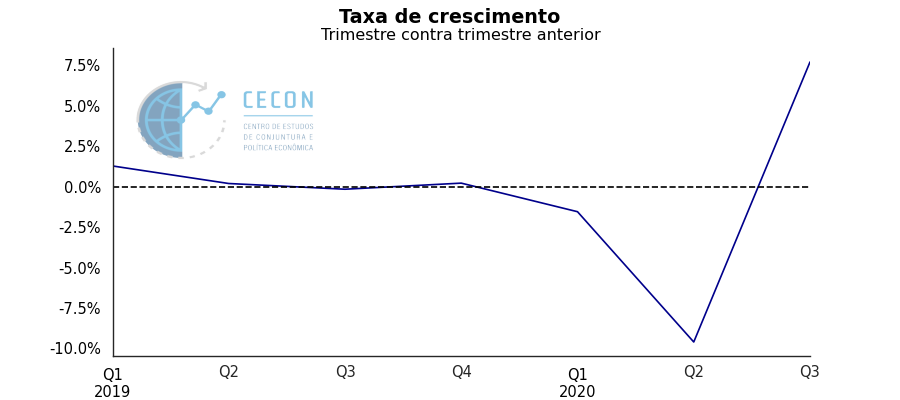 Taxa de crescimento
Trimestre contra trimestre anterior
7.5%
5.0%
2.5%
0.0%
-2.5%
-5.0%
-7.5%
-10.0%
CECON
CENTRO DE ESTUDOS
DE CONJUNTURA E
POLÍTICA ECONÔMICA
Q1 Q2 Q3 Q4 Q1 Q2 Q3
2019 2020